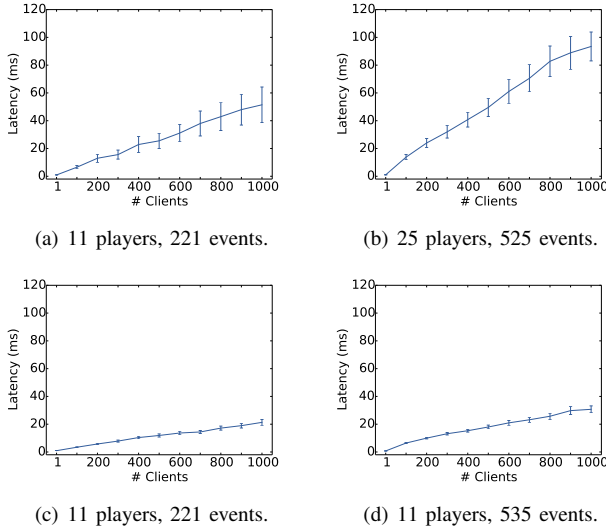 120
100
80
60
40
20
0
Latency (ms)
1 200 400 600 800 1000
# Clients
(a) 11 players, 221 events.
120
100
80
60
40
20
0
Latency (ms)
1 200 400 600 800 1000
# Clients
(b) 25 players, 525 events.
120
100
80
60
40
20
0
Latency (ms)
1 200 400 600 800 1000
# Clients
(c) 11 players, 221 events.
120
100
80
60
40
20
0
Latency (ms)
1 200 400 600 800 1000
# Clients
(d) 11 players, 535 events.